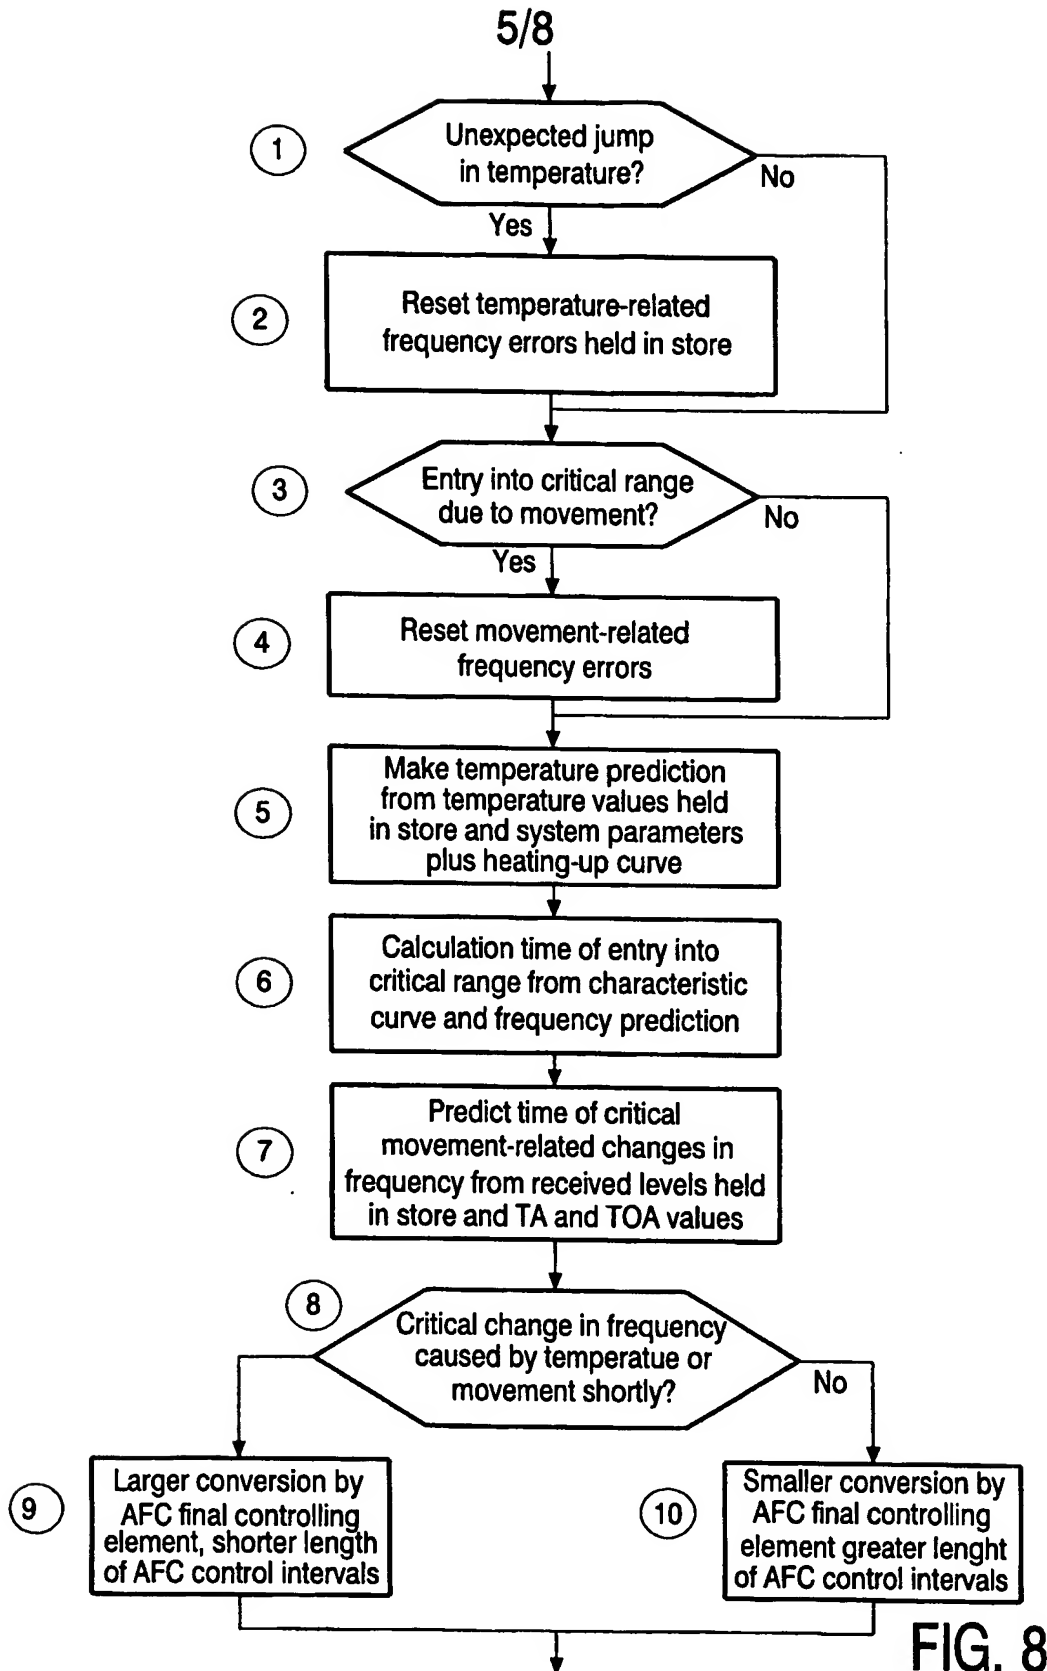 5/8
1
Unexpected jump
in temperature?
No
Yes
2
Reset temperature-related
frequency errors held in store
3
Entry into critical range
due to movement?
No
Yes
4
Reset movement-related
frequency errors
5
Make temperature prediction
from temperature values held
in store and system parameters
plus heating-up curve
6
Calculation time of entry into
critical range from characteristic
curve and frequency prediction
7
Predict time of critical
movement-related changes in
frequency from received levels held
in store and TA and TOA values
8
Critical change in frequency
caused by temperatue or
movement shortly?
No
9
Larger conversion by
AFC final controlling
element, shorter length
of AFC control intervals
10
Smaller conversion by
AFC final controlling
element greater lenght
of AFC control intervals
FIG. 8